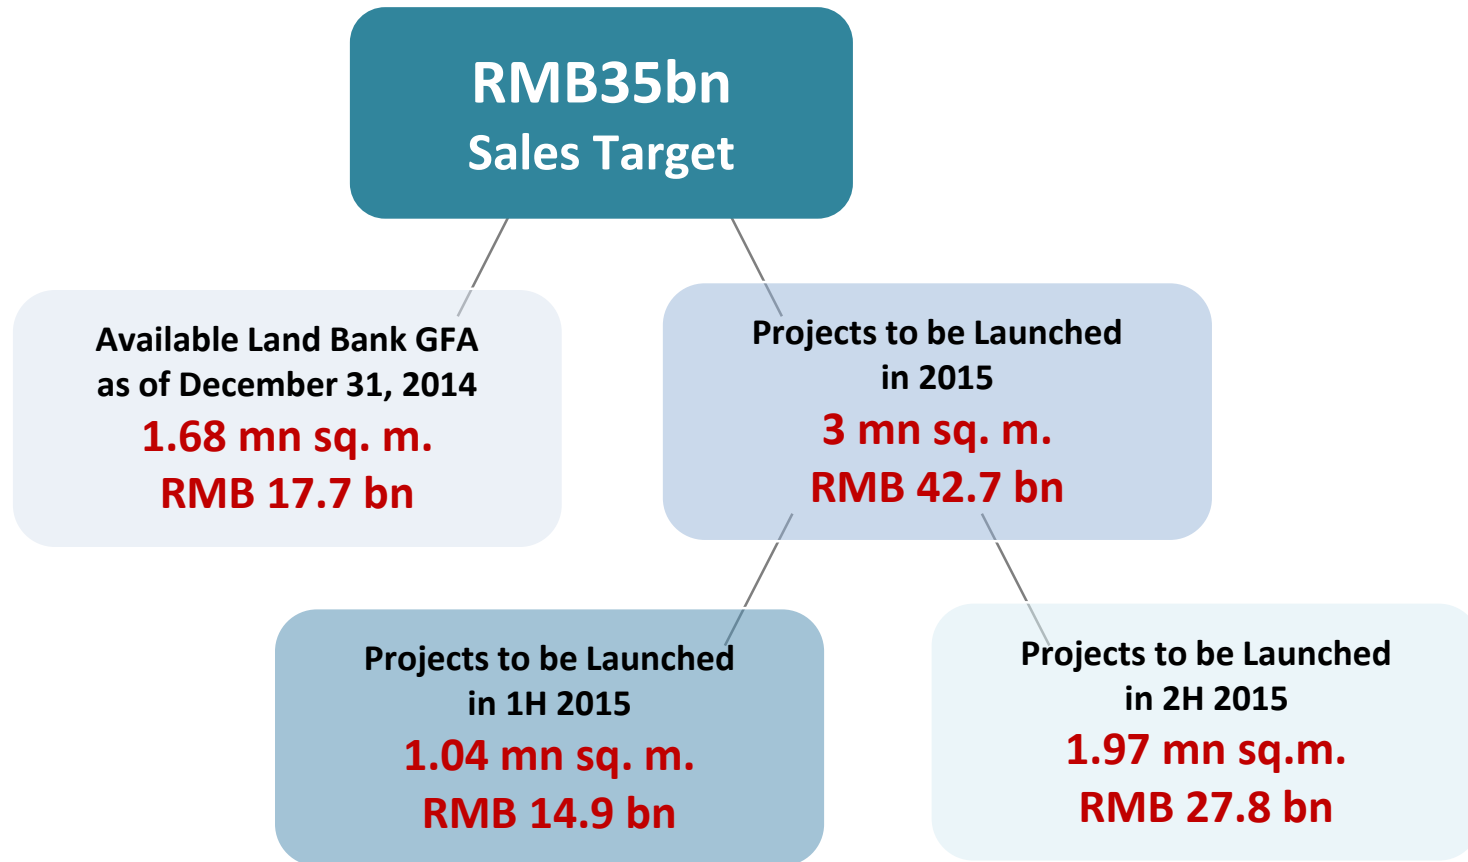 RMB35bn
Sales Target
Available Land Bank GFA
as of December 31, 2014
1.68 mn sq. m.
RMB 17.7 bn
Projects to be Launched
in 2015
3 mn sq. m.
RMB 42.7 bn
Projects to be Launched
in 1H 2015
1.04 mn sq. m.
RMB 14.9 bn
Projects to be Launched
in 2H 2015
1.97 mn sq.m.
RMB 27.8 bn